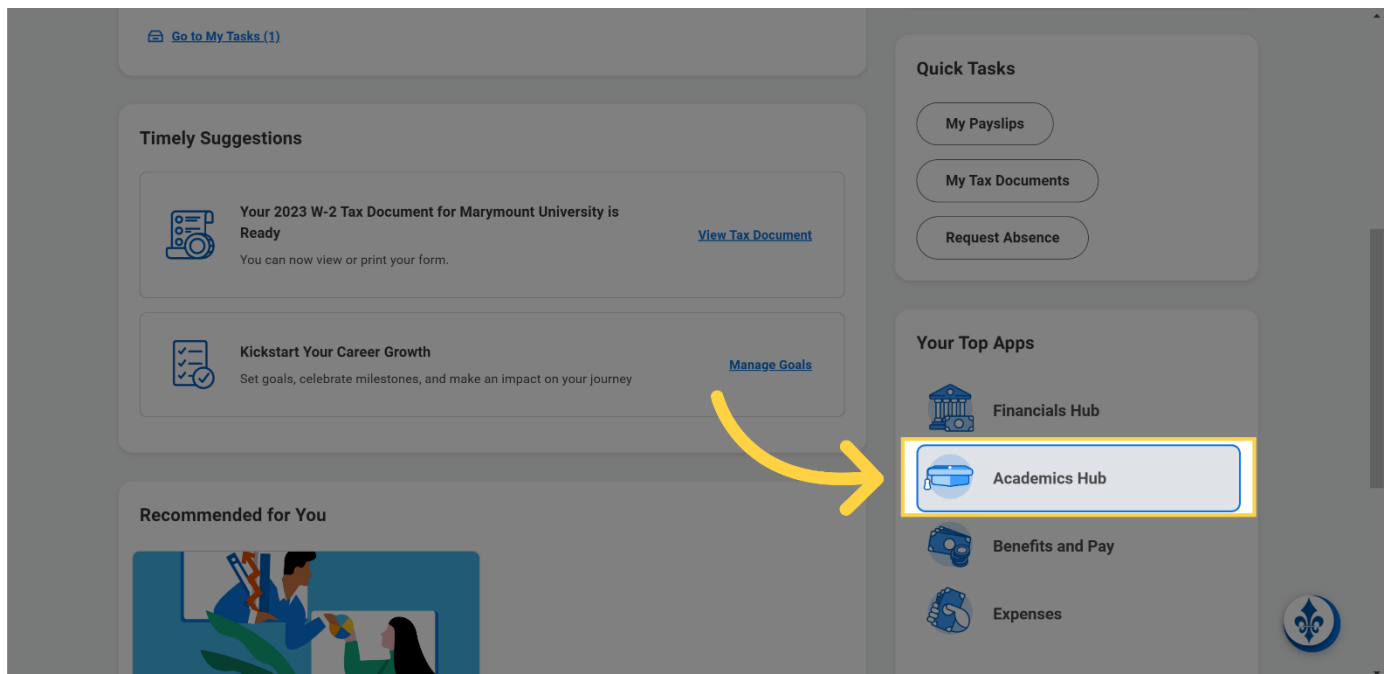 Go to My Tasks (1)
Timely Suggestions
Your 2023 W-2 Tax Document for Marymount University is
Ready
You can now view or print your form.
View Tax Document
Kickstart Your Career Growth
Set goals, celebrate milestones, and make an impact on your journey
Manage Goals
Recommended for You
Quick Tasks
My Payslips
My Tax Documents
Request Absence
Your Top Apps
Financials Hub
Academics Hub
Benefits and Pay
Expenses